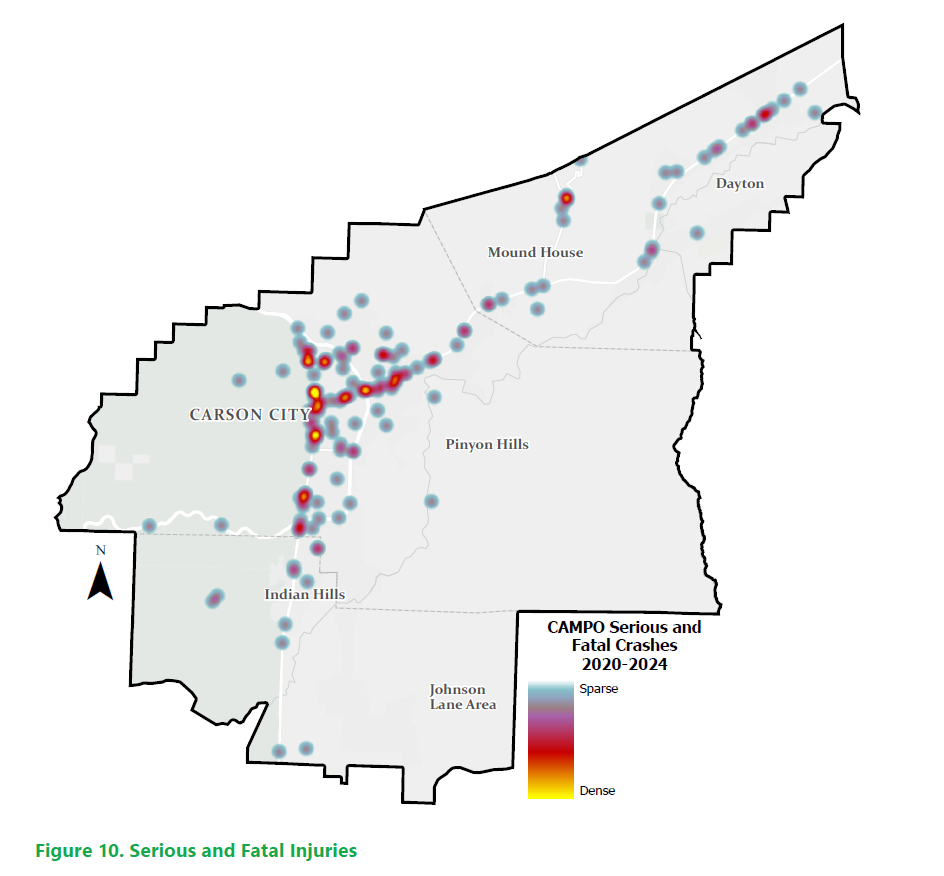 Dayton
Mound House
CARSON CITY
Pinyon Hills
N
Indian Hills
CAMPO Serious and
Fatal Crashes
2020-2024
Sparse
Johnson
Lane Area
Dense
Figure 10. Serious and Fatal Injuries